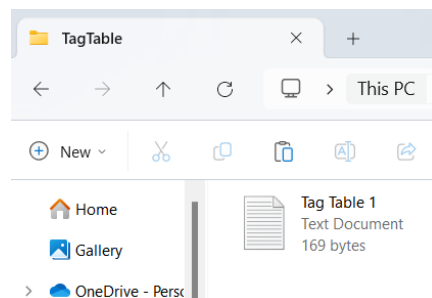 TagTable
This PC
New
Home
Tag Table 1
Text Document
Gallery
169 bytes
OneDrive - Perso